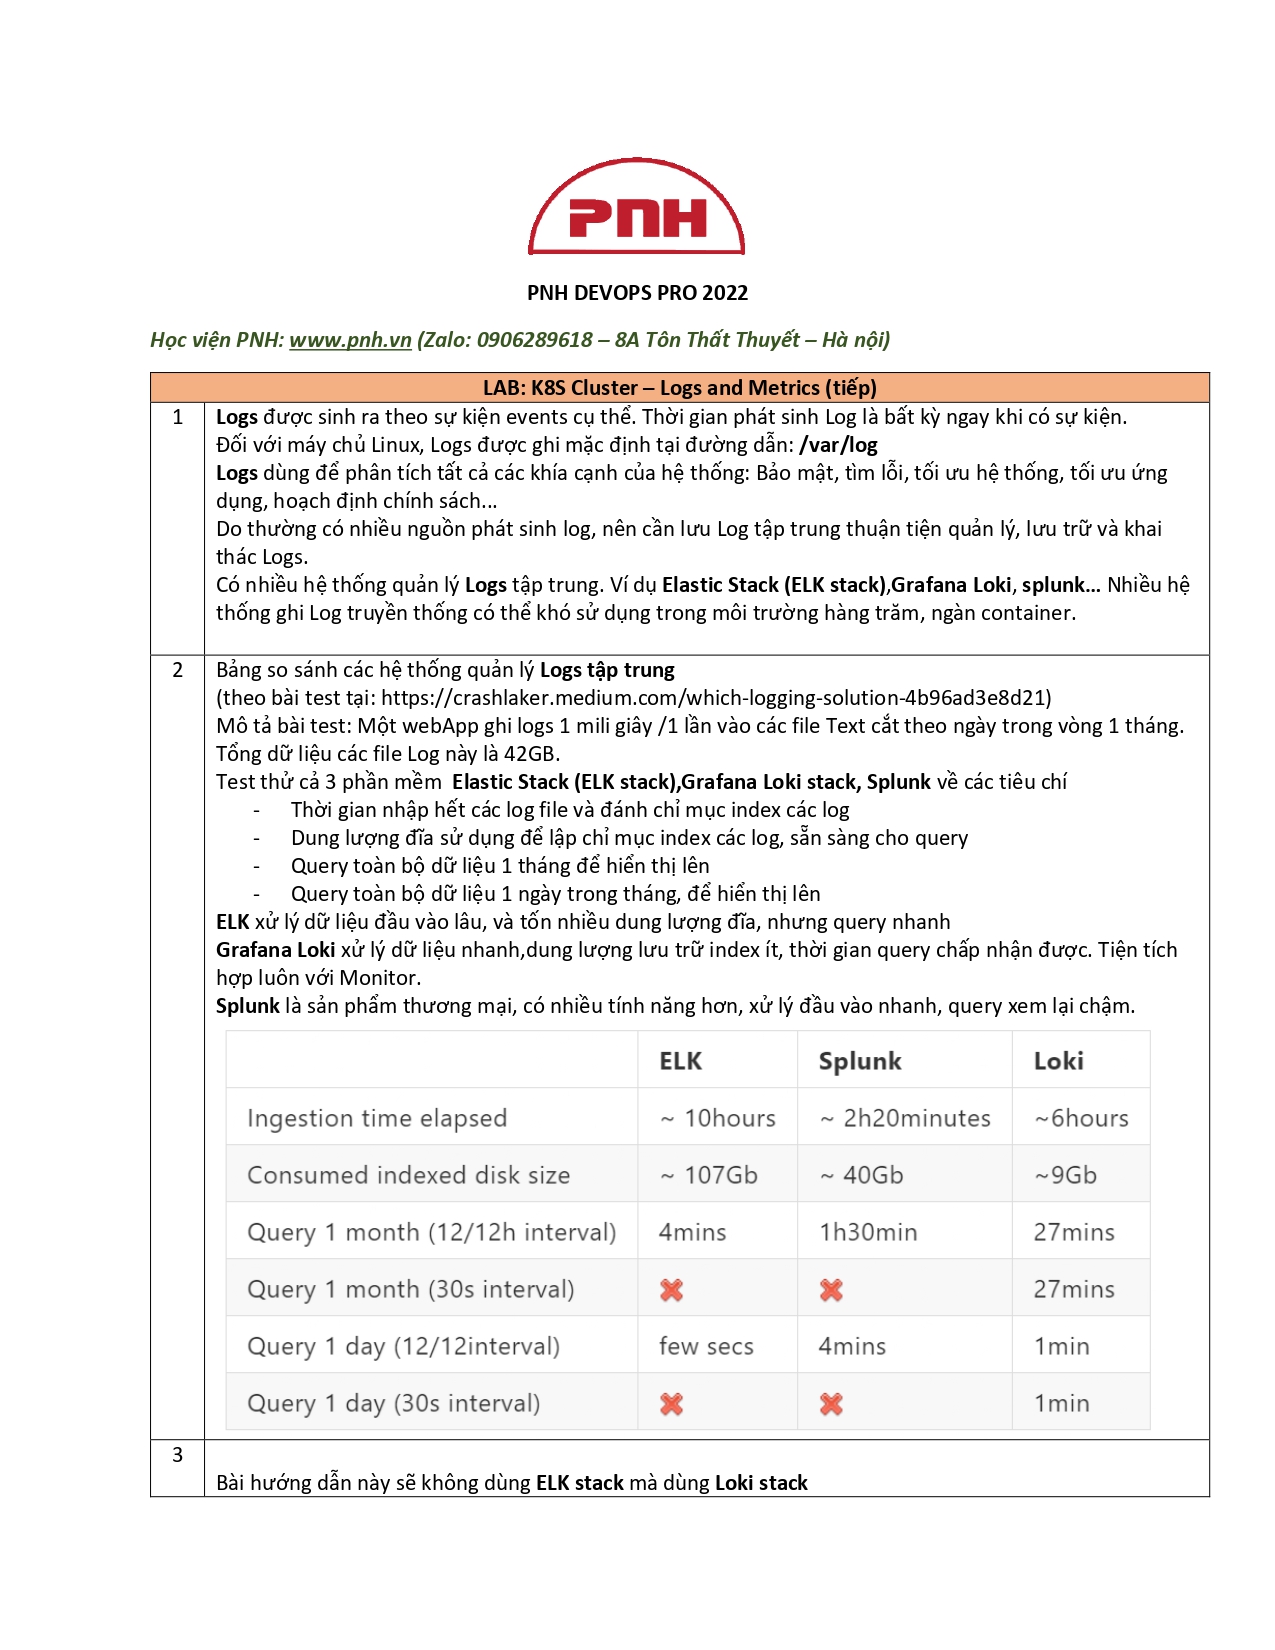 PNH
PNH DEVOPS PRO 2022
Học viện PNH: www.pnh.vn (Zalo: 0906289618 – 8A Tôn Thất Thuyết – Hà nội)
LAB: K8S Cluster – Logs and Metrics (tiếp)
1
Logs được sinh ra theo sự kiện events cụ thể. Thời gian phát sinh Log là bất kỳ ngay khi có sự kiện.
Đối với máy chủ Linux, Logs được ghi mặc định tại đường dẫn: /var/log
Logs dùng để phân tích tất cả các khía cạnh của hệ thống: Bảo mật, tìm lỗi, tối ưu hệ thống, tối ưu ứng
dụng, hoạch định chính sách...
Do thường có nhiều nguồn phát sinh log, nên cần lưu Log tập trung thuận tiện quản lý, lưu trữ và khai
thác Logs.
Có nhiều hệ thống quản lý Logs tập trung. Ví dụ Elastic Stack (ELK stack),Grafana Loki, splunk... Nhiều hệ
thống ghi Log truyền thống có thể khó sử dụng trong môi trường hàng trăm, ngàn container.
2
Bảng so sánh các hệ thống quản lý Logs tập trung
(theo bài test tại: https://crashlaker.medium.com/which-logging-solution-4b96ad3e8d21)
Mô tả bài test: Một webApp ghi logs 1 mili giây /1 lần vào các file Text cắt theo ngày trong vòng 1 tháng.
Tổng dữ liệu các file Log này là 42GB.
Test thử cả 3 phần mềm  Elastic Stack (ELK stack),Grafana Loki stack, Splunk về các tiêu chí
- Thời gian nhập hết các log file và đánh chỉ mục index các log
- Dung lượng đĩa sử dụng để lập chỉ mục index các log, sẵn sàng cho query
- Query toàn bộ dữ liệu 1 tháng để hiển thị lên
- Query toàn bộ dữ liệu 1 ngày trong tháng, để hiển thị lên
ELK xử lý dữ liệu đầu vào lâu, và tốn nhiều dung lượng đĩa, nhưng query nhanh
Grafana Loki xử lý dữ liệu nhanh,dung lượng lưu trữ index ít, thời gian query chấp nhận được. Tiện tích
hợp luôn với Monitor.
Splunk là sản phẩm thương mại, có nhiều tính năng hơn, xử lý đầu vào nhanh, query xem lại chậm.
ELK Splunk Loki
Ingestion time elapsed ~ 10hours ~ 2h20minutes ~6hours
Consumed indexed disk size ~ 107Gb ~ 40Gb ~9Gb
Query 1 month (12/12h interval) 4mins 1h30min 27mins
Query 1 month (30s interval) ✖ ✖ 27mins
Query 1 day (12/12interval) few secs 4mins 1min
Query 1 day (30s interval) ✖ ✖ 1min
3
Bài hướng dẫn này sẽ không dùng ELK stack mà dùng Loki stack